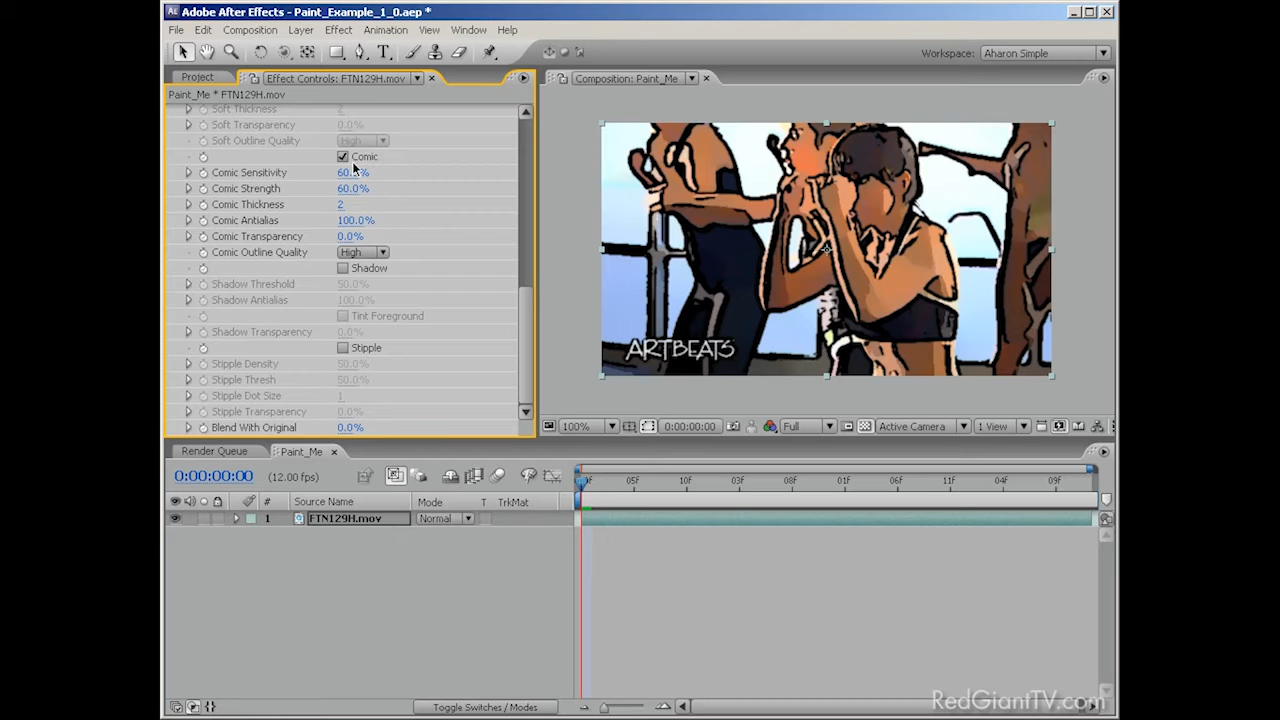 Adobe After Effects - Paint_Example_1_0.aep *
File Edit Composition Layer Effect Animation View Window Help
Workspace: Aharon Simple
Project Effect Controls: FTN129H.mov
Composition: Paint_Me
Paint_Me * FTN129H.mov
Soft Thickness 2
Soft Transparency 0.0%
Soft Outline Quality High
Comic
Comic Sensitivity
Comic Strength 60.0%
Comic Thickness 2
Comic Antialias 100.0%
Comic Transparency 0.0%
Comic Outline Quality High
Shadow
Shadow Threshold 50.0%
Shadow Antialias 100.0%
Tint Foreground
Shadow Transparency 0.0%
Stipple
Stipple Density 50.0%
Stipple Thresh 50.0%
Stipple Dot Size 1
Stipple Transparency 0.0%
Blend With Original 0.0%
ARTBEATS
100% 0:00:00:00 Full Active Camera 1 View
Render Queue Paint_Me
0:00:00:00 (12.00 fps)
05F 10F 03F 08F 01F 06F 11F 04F 09F
# Source Name Mode T TrkMat
1 FTN129H.mov Normal
Toggle Switches / Modes
RedGiantTV.com